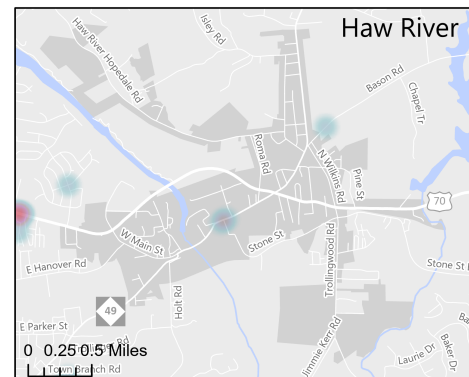 Haw River
Isley Rd
Haw River Hopedale Rd
Bason Rd
Chapel Tr
Roma Rd
N Wilkins Rd
Pine St
70
W Main St
Stone St
Trollingwood Rd
Stone St
E Hanover Rd
Holt Rd
49
E Parker St
Jimmie Kerr Rd
Laurie Dr
Baker Dr
0 0.25 0.5 Miles
Town Branch Rd